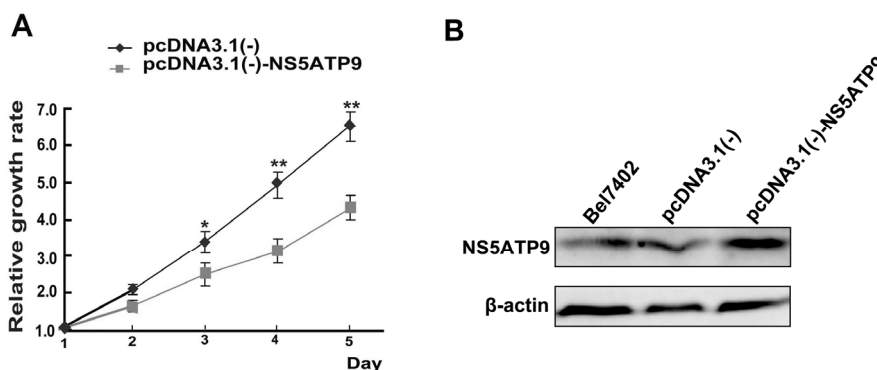 A
pcDNA3.1(-)
pcDNA3.1(-)-NS5ATP9
Relative growth rate
7.0
6.0
5.0
4.0
3.0
2.0
1.0
**
**
*
1 2 3 4 5
Day
B
Bel7402
pcDNA3.1(-)
pcDNA3.1(-)-NS5ATP9
NS5ATP9
β-actin